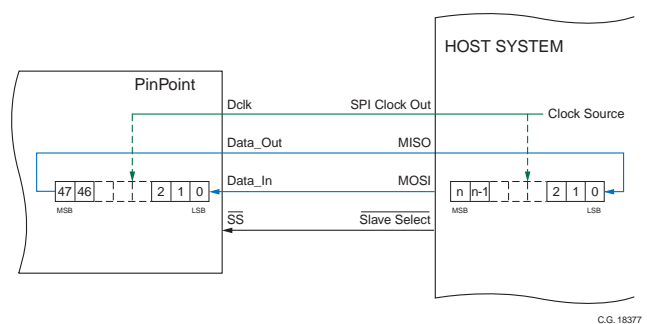 HOST SYSTEM
PinPoint
Dclk SPI Clock Out
Clock Source
Data_Out MISO
Data_In MOSI
47 46 2 1 0
n n-1 2 1 0
MSB LSB
MSB LSB
SS Slave Select
C.G. 18377